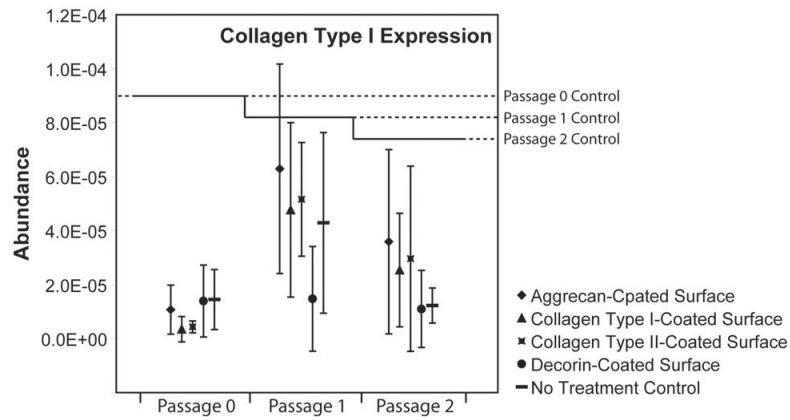 Collagen Type I Expression
Abundance
1.2E-04
1.0E-04
8.0E-05
6.0E-05
4.0E-05
2.0E-05
0.0E+00
Passage 0 Control
Passage 1 Control
Passage 2 Control
Passage 0
Passage 1
Passage 2
Aggrecan-Cpated Surface
Collagen Type I-Coated Surface
Collagen Type II-Coated Surface
Decorin-Coated Surface
No Treatment Control